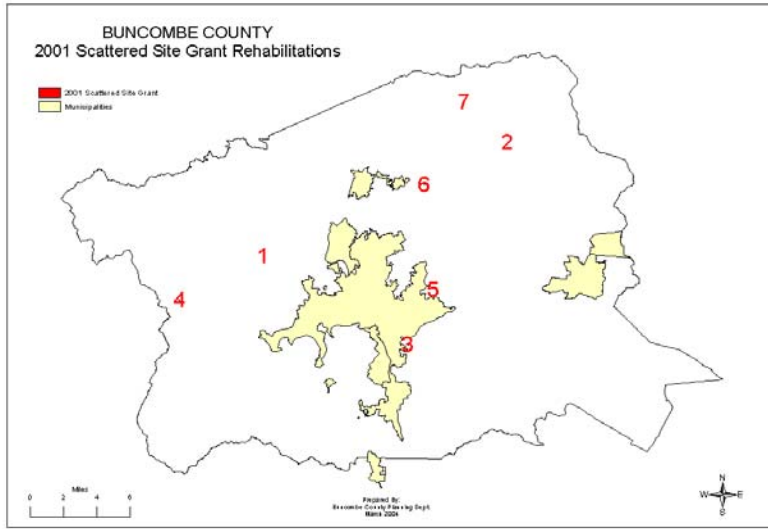 BUNCOMBE COUNTY
2001 Scattered Site Grant Rehabilitations
2001 Scattered Site Grant
Municipalities
7
2
6
1
5
4
3
Miles
0 2 4 6
Prepared By:
Buncombe County Planning Dept.
2004
N
W E
S